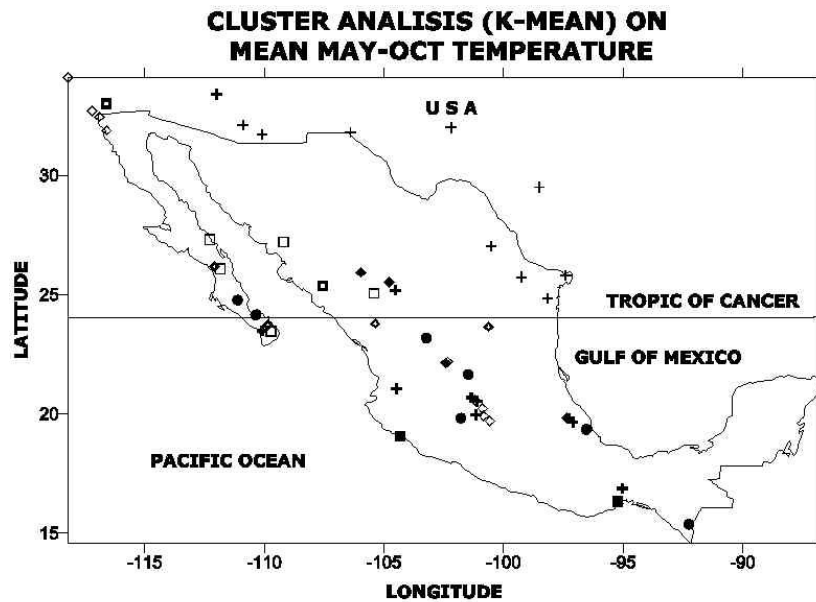 CLUSTER ANALISIS (K-MEAN) ON
MEAN MAY-OCT TEMPERATURE
U S A
30
25
20
15
LATITUDE
TROPIC OF CANCER
GULF OF MEXICO
PACIFIC OCEAN
-115 -110 -105 -100 -95 -90
LONGITUDE